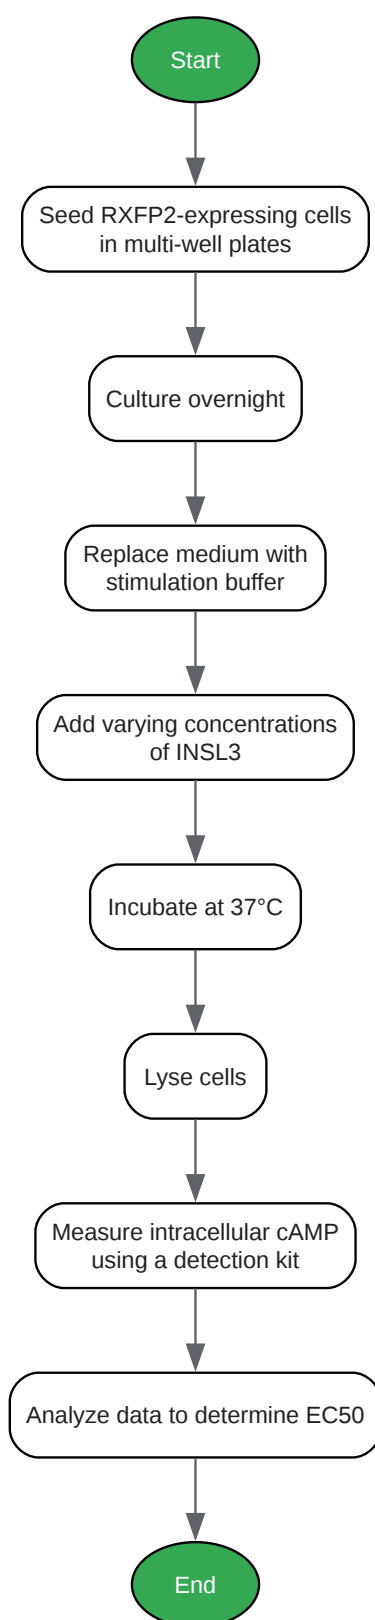 Start
Seed RXFP2-expressing cells
in multi-well plates
Culture overnight
Replace medium with
stimulation buffer
Add varying concentrations
of INSL3
Incubate at 37°C
Lyse cells
Measure intracellular cAMP
using a detection kit
Analyze data to determine EC50
End